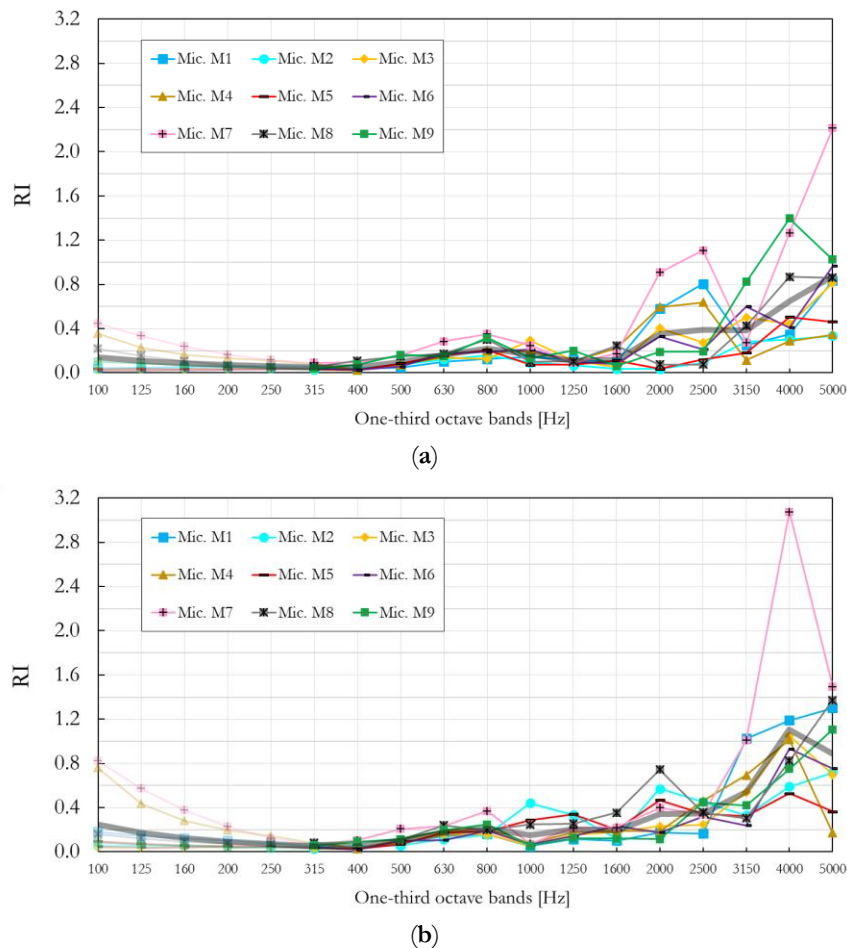 (a)
3.2
2.8
2.4
2.0
1.6
1.2
0.8
0.4
0.0
RI
Mic. M1 Mic. M2 Mic. M3
Mic. M4 Mic. M5 Mic. M6
Mic. M7 Mic. M8 Mic. M9
100 125 160 200 250 315 400 500 630 800 1000 1250 1600 2000 2500 3150 4000 5000
One-third octave bands [Hz]
(a)
3.2
2.8
2.4
2.0
1.6
1.2
0.8
0.4
0.0
RI
Mic. M1 Mic. M2 Mic. M3
Mic. M4 Mic. M5 Mic. M6
Mic. M7 Mic. M8 Mic. M9
100 125 160 200 250 315 400 500 630 800 1000 1250 1600 2000 2500 3150 4000 5000
One-third octave bands [Hz]
(b)